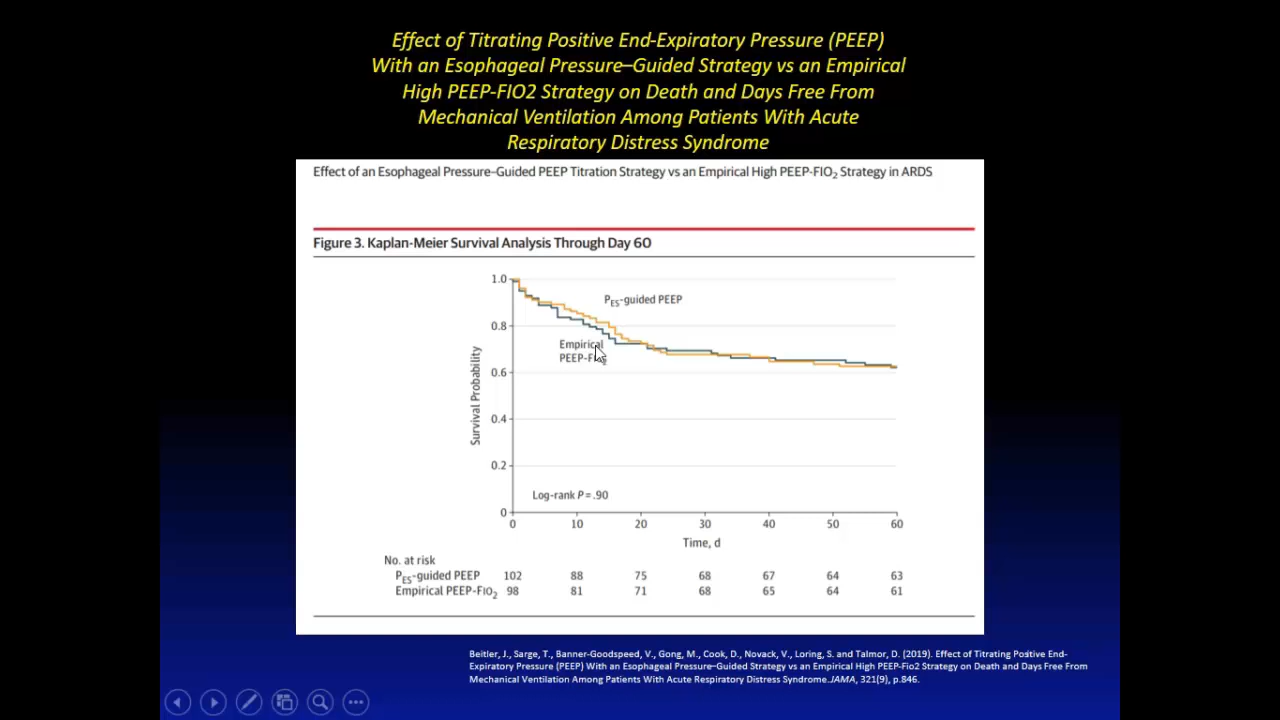 Effect of Titrating Positive End-Expiratory Pressure (PEEP)
With an Esophageal Pressure–Guided Strategy vs an Empirical
High PEEP-FIO2 Strategy on Death and Days Free From
Mechanical Ventilation Among Patients With Acute
Respiratory Distress Syndrome
Effect of an Esophageal Pressure–Guided PEEP Titration Strategy vs an Empirical High PEEP-FIO2 Strategy in ARDS
Figure 3. Kaplan-Meier Survival Analysis Through Day 60
1.0
0.8
0.6
0.4
0.2
0
Survival Probability
PES-guided PEEP
Empirical
Log-rank P = .90
0 10 20 30 40 50 60
Time, d
No. at risk
PES-guided PEEP 102 88 75 68 67 64 63
Empirical PEEP-FIO2 98 81 71 68 65 64 61
Beitler, J., Sarge, T., Banner-Goodspeed, V., Gong, M., Cook, D., Novack, V., Loring, S. and Talmor, D. (2019). Effect of Titrating Positive End-
Expiratory Pressure (PEEP) With an Esophageal Pressure–Guided Strategy vs an Empirical High PEEP-Fio2 Strategy on Death and Days Free From
Mechanical Ventilation Among Patients With Acute Respiratory Distress Syndrome. JAMA, 321(9), p.846.